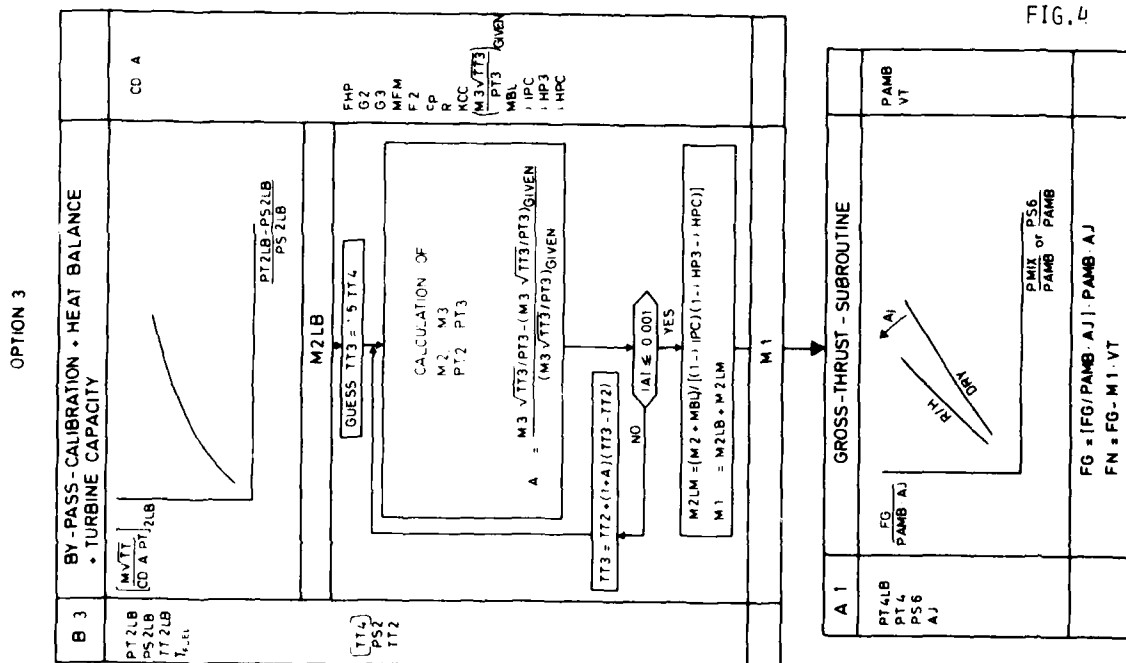 OPTION 3
FIG.4
B 3
BY-PASS-CALIBRATION + HEAT BALANCE
+ TURBINE CAPACITY
PT2LB
PS2LB
TT2LB
[M√TT / CD A PT]2LB
PT2LB-PS2LB / PS2LB
CD A
M2LB
(TT4)
PS2
TT2
GUESS TT3 = 5 TT4
CALCULATION OF
M2, M3
PT2 PT3
A = M3 √TT3/PT3-(M3 √TT3/PT3)GIVEN / (M3 √TT3/PT3)GIVEN
|A| ≤ 0 001
NO
YES
TT3 = TT2+(1+A)(TT3-TT2)
M2LM = (M2 + MBL)/[(1- IPC)(1- HP3- HPC)]
M1 = M2LB + M2LM
FHP
G2
G3
MFM
F2
CP
R
KCC
(M3√TT3 / PT3)GIVEN
MBL
IPC
HP3
HPC
M1
A 1
GROSS-THRUST-SUBROUTINE
PT4LB
PT4
PS6
AJ
FG / PAMB AJ
R/H
DRY
AJ
PMIX / PAMB or PS6 / PAMB
PAMB
VT
FG = [FG/PAMB·AJ]·PAMB·AJ
FN = FG-M1·VT